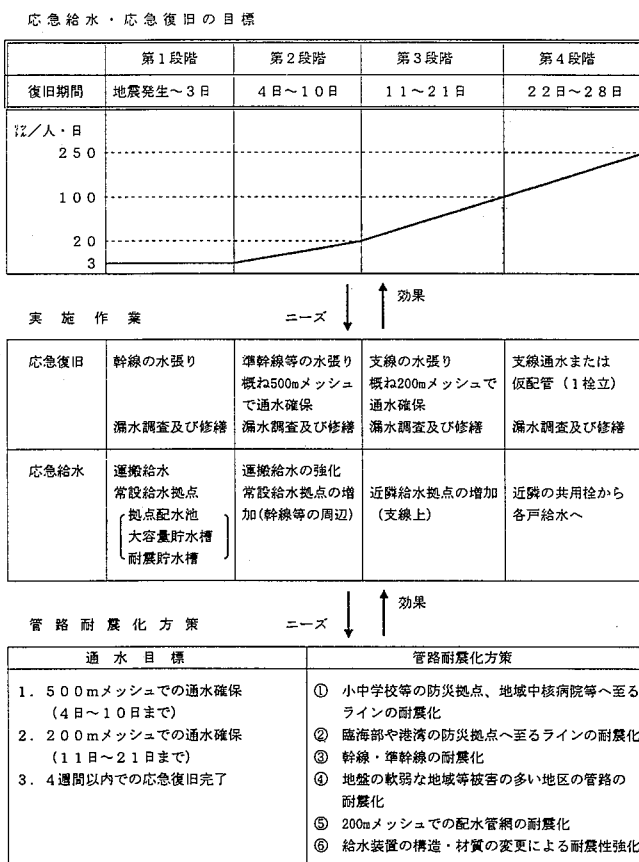 応急給水・応急復旧の目標
第1段階 第2段階 第3段階 第4段階
復旧期間 地震発生～3日 4日～10日 11～21日 22日～28日
㍑／人・日
250
100
20
3
ニーズ 効果
実施作業
応急復旧
幹線の水張り
漏水調査及び修繕
準幹線等の水張り
概ね500mメッシュ
で通水確保
漏水調査及び修繕
支線の水張り
概ね200mメッシュで
通水確保
漏水調査及び修繕
支線通水または
仮配管（1栓立）
漏水調査及び修繕
応急給水
運搬給水
常設給水拠点
拠点配水池
大容量貯水槽
耐震貯水槽
運搬給水の強化
常設給水拠点の増
加(幹線等の周辺)
近隣給水拠点の増加
(支線上)
近隣の共用栓から
各戸給水へ
ニーズ 効果
管路耐震化方策
通水目標
1．500mメッシュでの通水確保
（4日～10日まで）
2．200mメッシュでの通水確保
（11日～21日まで）
3．4週間以内での応急復旧完了
管路耐震化方策
① 小中学校等の防災拠点、地域中核病院等へ至る
ラインの耐震化
② 臨海部や港湾の防災拠点へ至るラインの耐震化
③ 幹線・準幹線の耐震化
④ 地盤の軟弱な地域等被害の多い地区の管路の
耐震化
⑤ 200mメッシュでの配水管網の耐震化
⑥ 給水装置の構造・材質の変更による耐震性強化